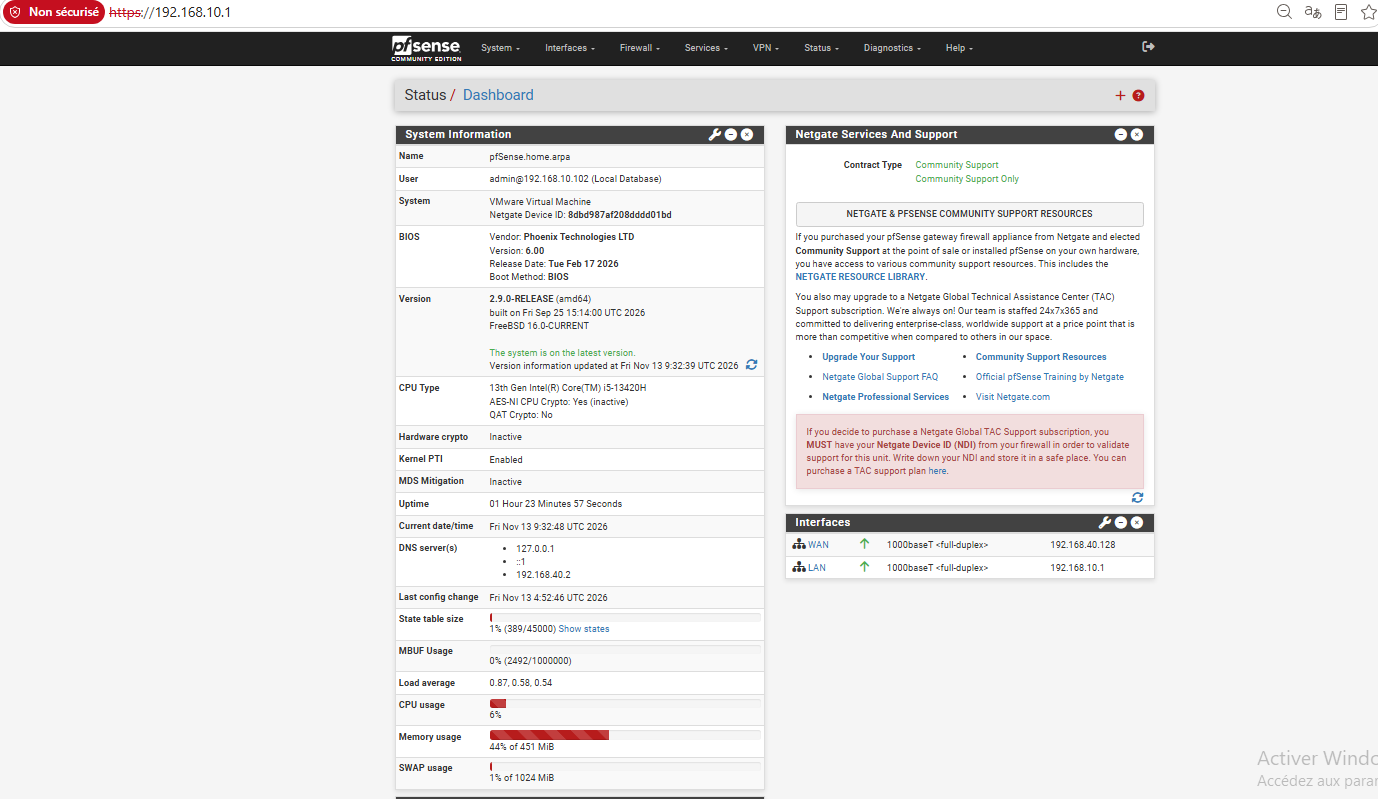 Non sécurisé https://192.168.10.1
pfsense COMMUNITY EDITION System Interfaces Firewall Services VPN Status Diagnostics Help
Status / Dashboard
System Information
Name pfSense.home.arpa
User admin@192.168.10.102 (Local Database)
System VMware Virtual Machine
Netgate Device ID: 8dbd987af208dddd01bd
BIOS Vendor: Phoenix Technologies LTD
Version: 6.00
Release Date: Tue Feb 17 2026
Boot Method: BIOS
Version 2.9.0-RELEASE (amd64)
built on Fri Sep 25 15:14:00 UTC 2026
FreeBSD 16.0-CURRENT
The system is on the latest version.
Version information updated at Fri Nov 13 9:32:39 UTC 2026
CPU Type 13th Gen Intel(R) Core(TM) i5-13420H
AES-NI CPU Crypto: Yes (inactive)
QAT Crypto: No
Hardware crypto Inactive
Kernel PTI Enabled
MDS Mitigation Inactive
Uptime 01 Hour 23 Minutes 57 Seconds
Current date/time Fri Nov 13 9:32:48 UTC 2026
DNS server(s) • 127.0.0.1
• ::1
• 192.168.40.2
Last config change Fri Nov 13 4:52:46 UTC 2026
State table size
1% (389/45000) Show states
MBUF Usage
0% (2492/1000000)
Load average 0.87, 0.58, 0.54
CPU usage
6%
Memory usage
44% of 451 MiB
SWAP usage
1% of 1024 MiB
Netgate Services And Support
Contract Type Community Support
Community Support Only
NETGATE & PFSENSE COMMUNITY SUPPORT RESOURCES
If you purchased your pfSense gateway firewall appliance from Netgate and elected
Community Support at the point of sale or installed pfSense on your own hardware,
you have access to various community support resources. This includes the
NETGATE RESOURCE LIBRARY.
You also may upgrade to a Netgate Global Technical Assistance Center (TAC)
Support subscription. We're always on! Our team is staffed 24x7x365 and
committed to delivering enterprise-class, worldwide support at a price point that is
more than competitive when compared to others in our space.
• Upgrade Your Support • Community Support Resources
• Netgate Global Support FAQ • Official pfSense Training by Netgate
• Netgate Professional Services • Visit Netgate.com
If you decide to purchase a Netgate Global TAC Support subscription, you
MUST have your Netgate Device ID (NDI) from your firewall in order to validate
support for this unit. Write down your NDI and store it in a safe place. You can
purchase a TAC support plan here.
Interfaces
WAN 1000baseT <full-duplex> 192.168.40.128
LAN 1000baseT <full-duplex> 192.168.10.1
Activer Windo
Accédez aux para